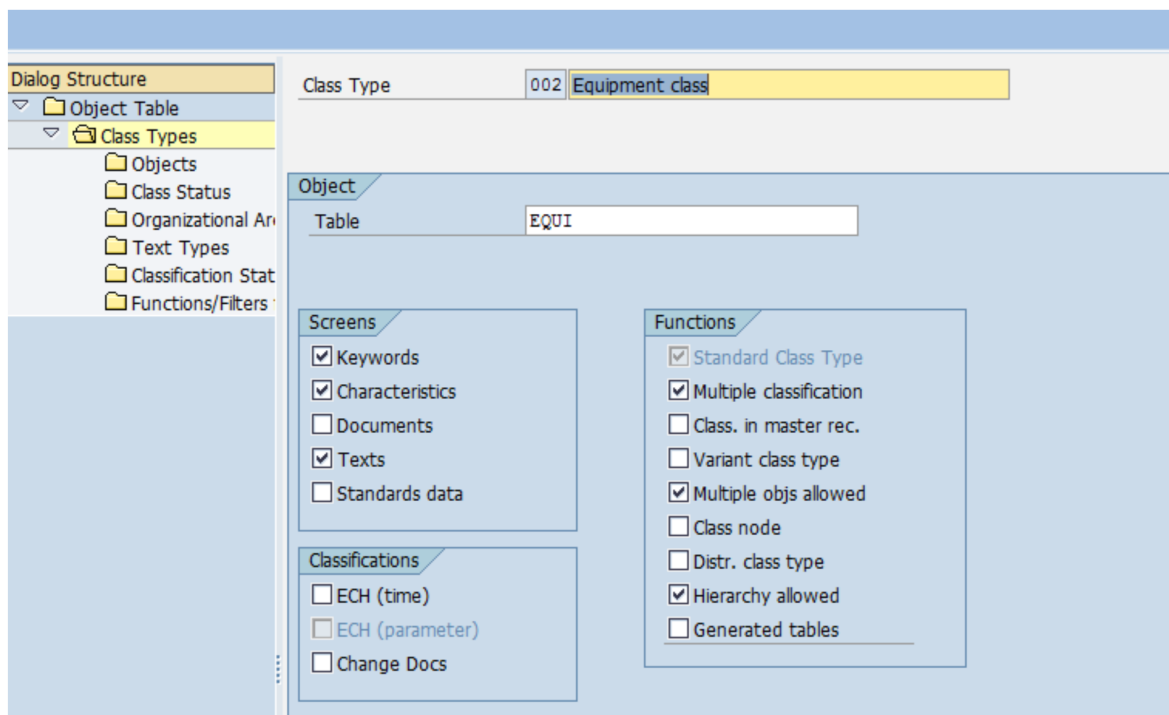 Dialog Structure
Object Table
Class Types
Objects
Class Status
Organizational Ar
Text Types
Classification Stat
Functions/Filters
Class Type 002 Equipment class
Object
Table EQUI
Screens
Keywords
Characteristics
Documents
Texts
Standards data
Classifications
ECH (time)
ECH (parameter)
Change Docs
Functions
Standard Class Type
Multiple classification
Class. in master rec.
Variant class type
Multiple objs allowed
Class node
Distr. class type
Hierarchy allowed
Generated tables